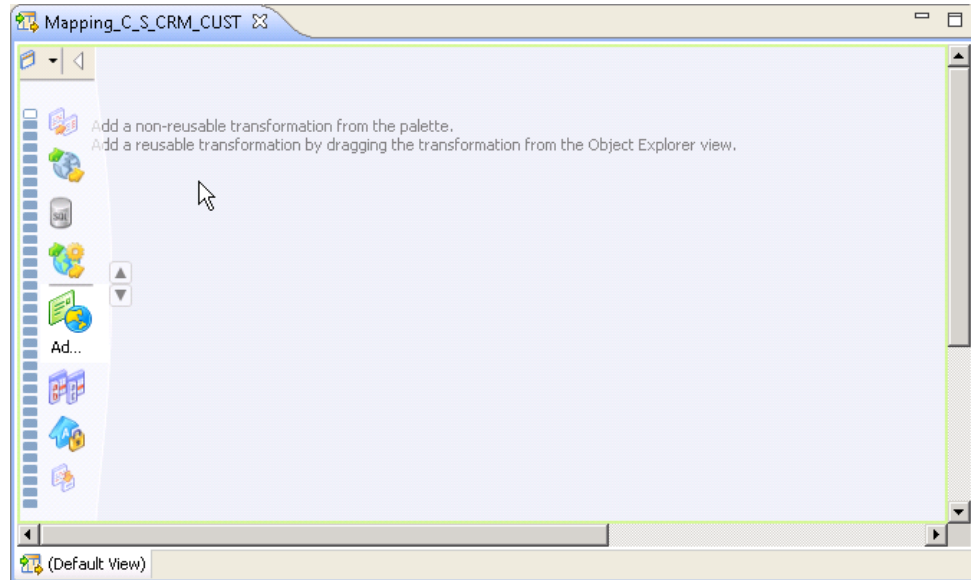 Mapping_C_S_CRM_CUST
Add a non-reusable transformation from the palette.
Add a reusable transformation by dragging the transformation from the Object Explorer view.
SQL
Ad...
(Default View)